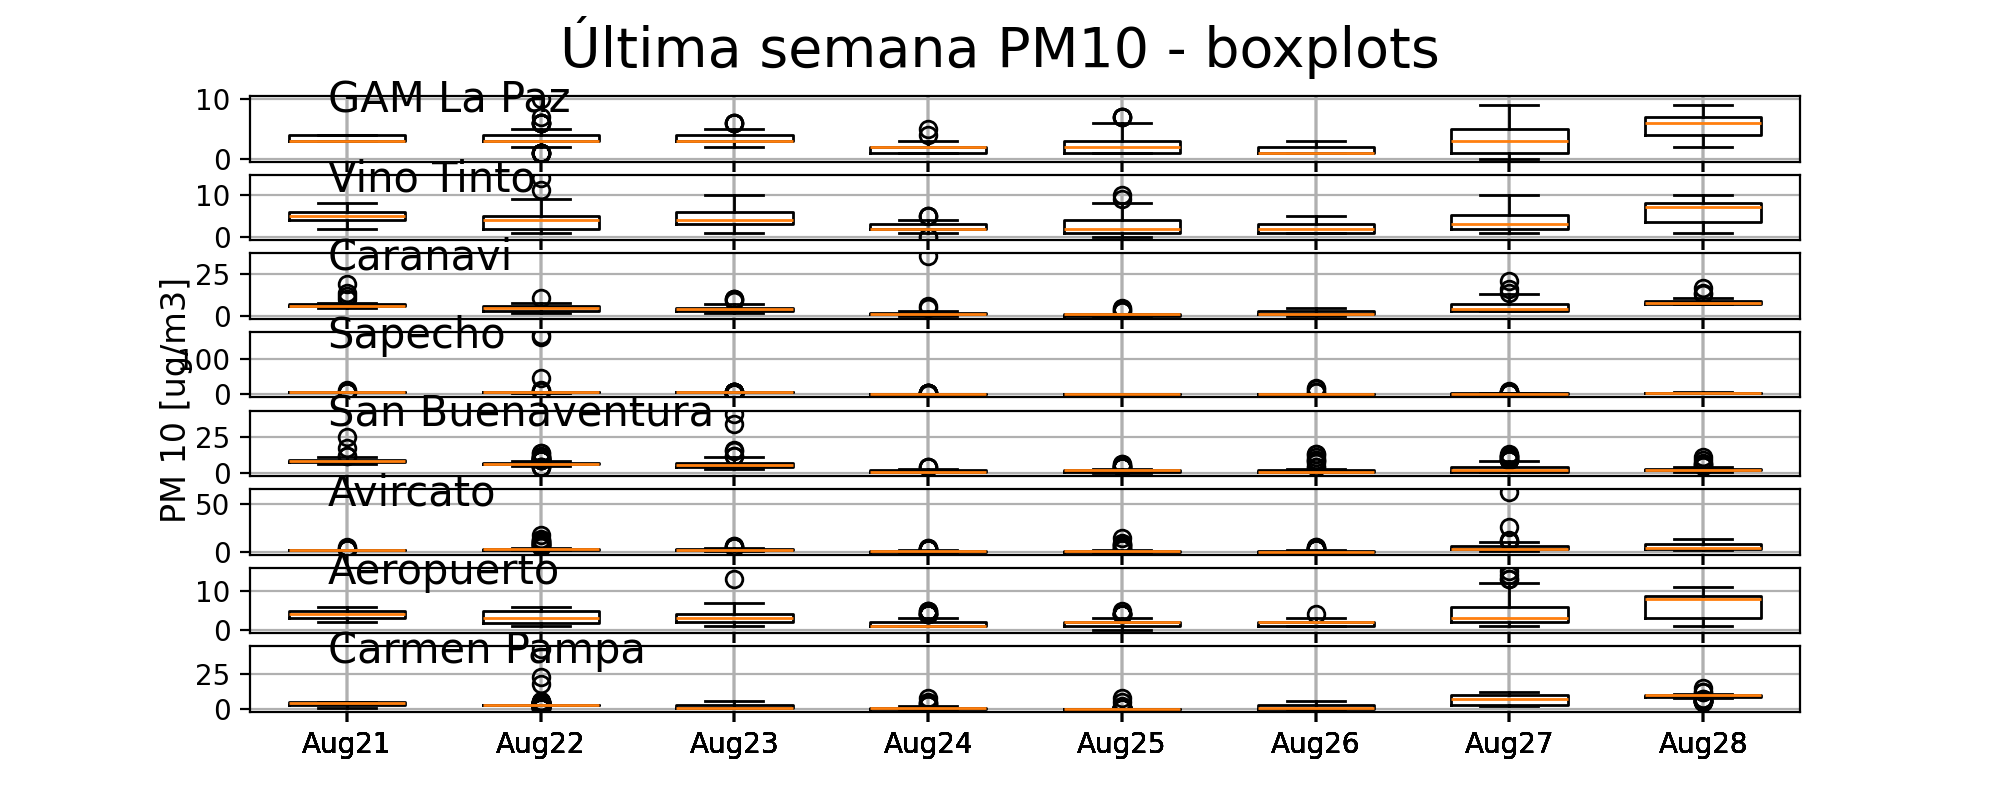 Última semana PM10 - boxplots
PM 10 [ug/m3]
GAM La Paz
10
0
Vino Tinto
10
0
Caranavi
25
0
Sapecho
100
0
San Buenaventura
25
0
Avircato
50
0
Aeropuerto
10
0
Carmen Pampa
25
0
Aug21 Aug22 Aug23 Aug24 Aug25 Aug26 Aug27 Aug28